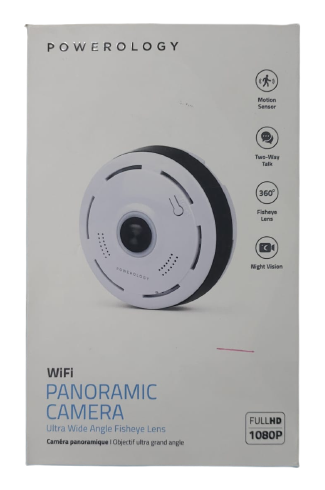 POWEROLOGY
Motion
Sensor
Two-Way
Talk
360°
Fisheye
Lens
Night Vision
POWEROLOGY
WiFi
PANORAMIC
CAMERA
Ultra Wide Angle Fisheye Lens
Caméra panoramique | Objectif ultra grand angle
FULLHD
1080P